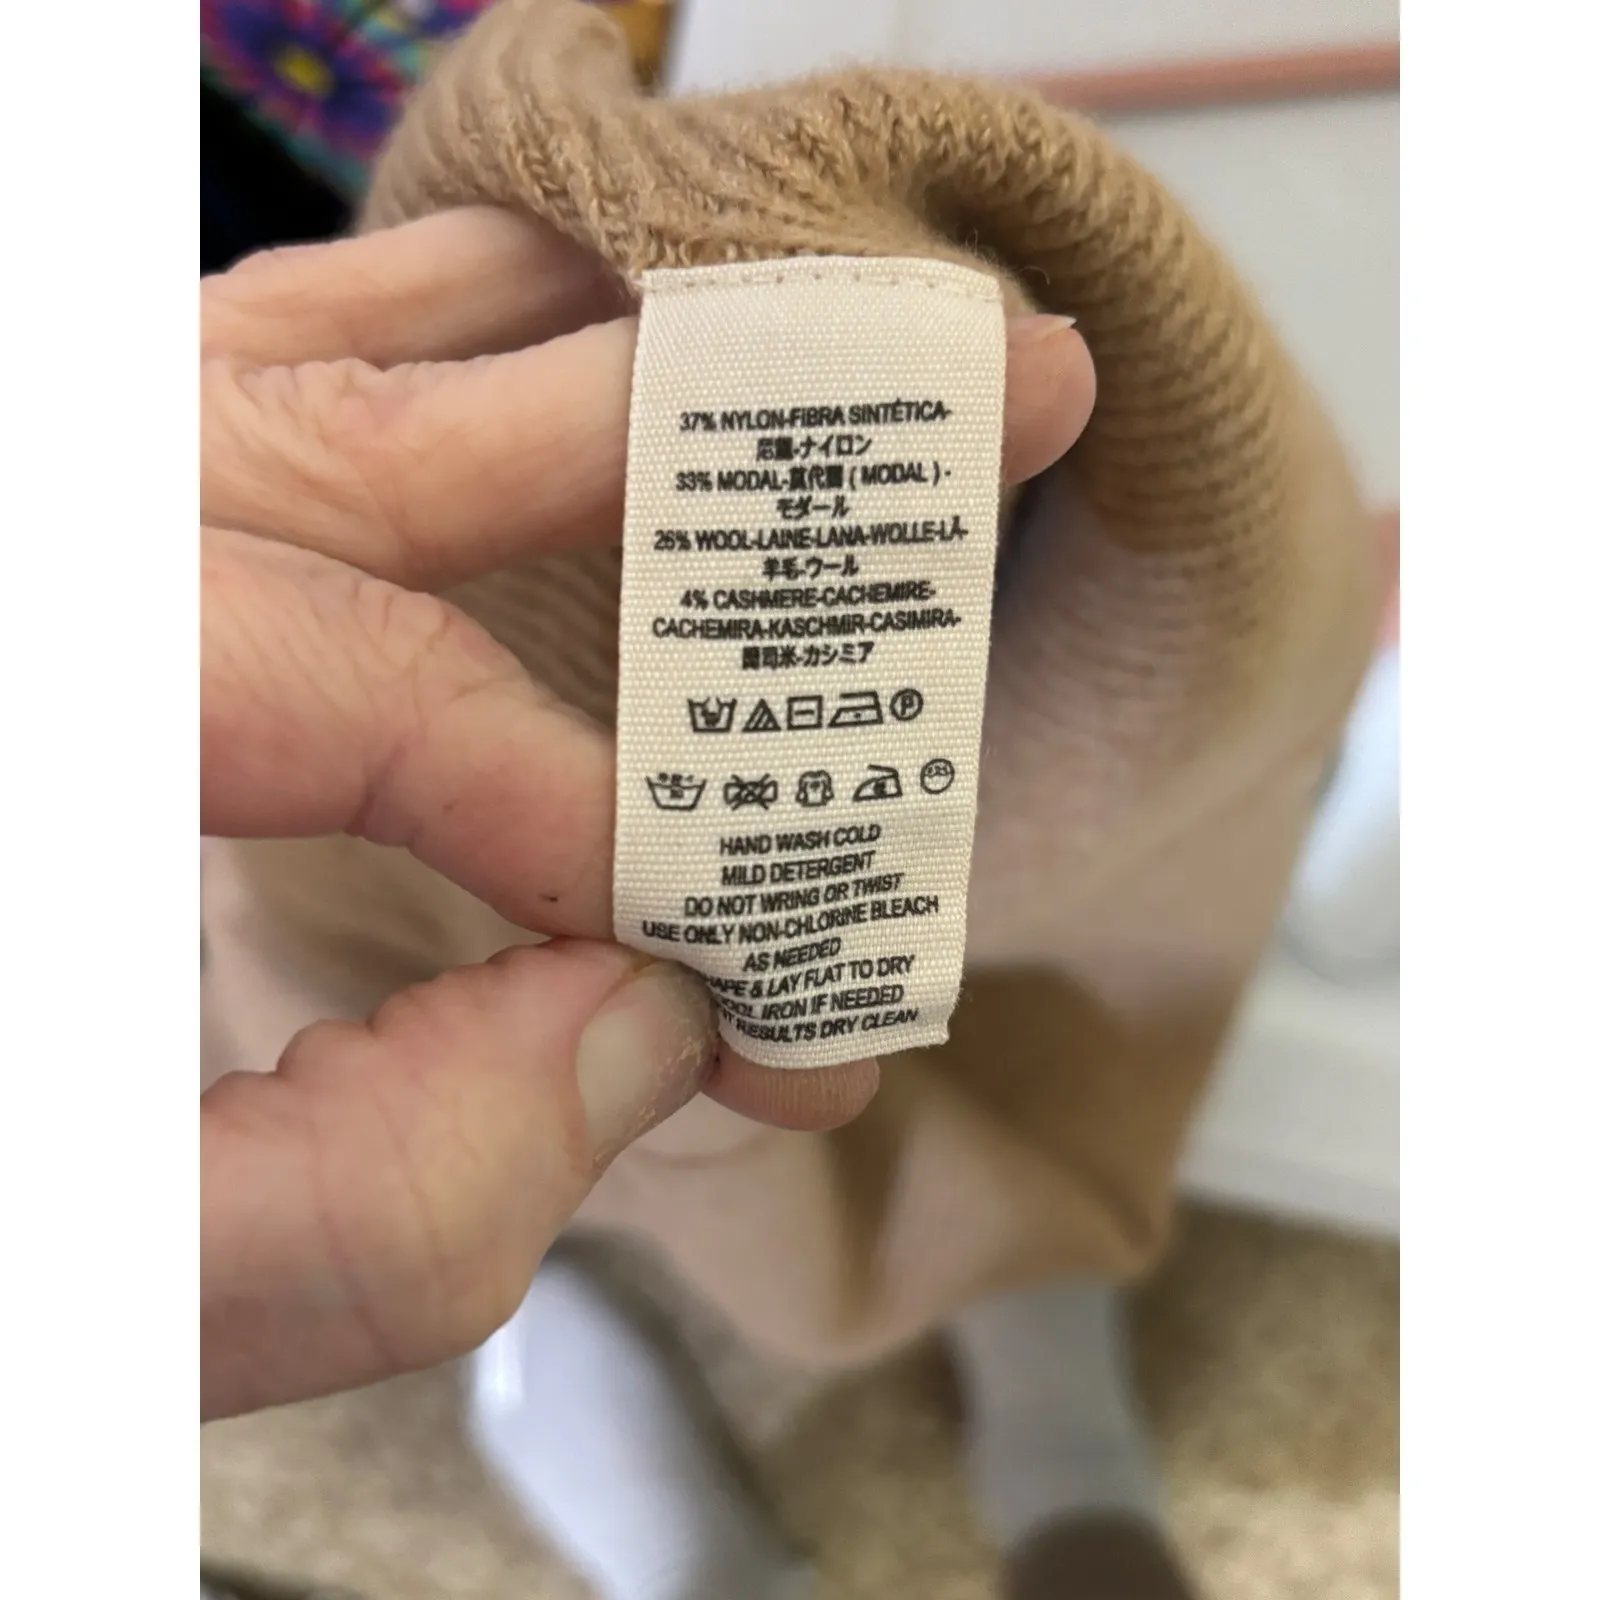 37% NYLON-FIBRA SINTÉTICA-
ナイロン
33% MODAL-莫代爾 ( MODAL ) -
モダール
26% WOOL-LAINE-LANA-WOLLE-LÃ-
羊毛-ウール
4% CASHMERE-CACHEMIRE-
CACHEMIRA-KASCHMIR-CASIMIRA-
開司米-カシミア
HAND WASH COLD
MILD DETERGENT
DO NOT WRING OR TWIST
USE ONLY NON-CHLORINE BLEACH
AS NEEDED
& LAY FLAT TO DRY
IRON IF NEEDED
RESULTS DRY CLEAN